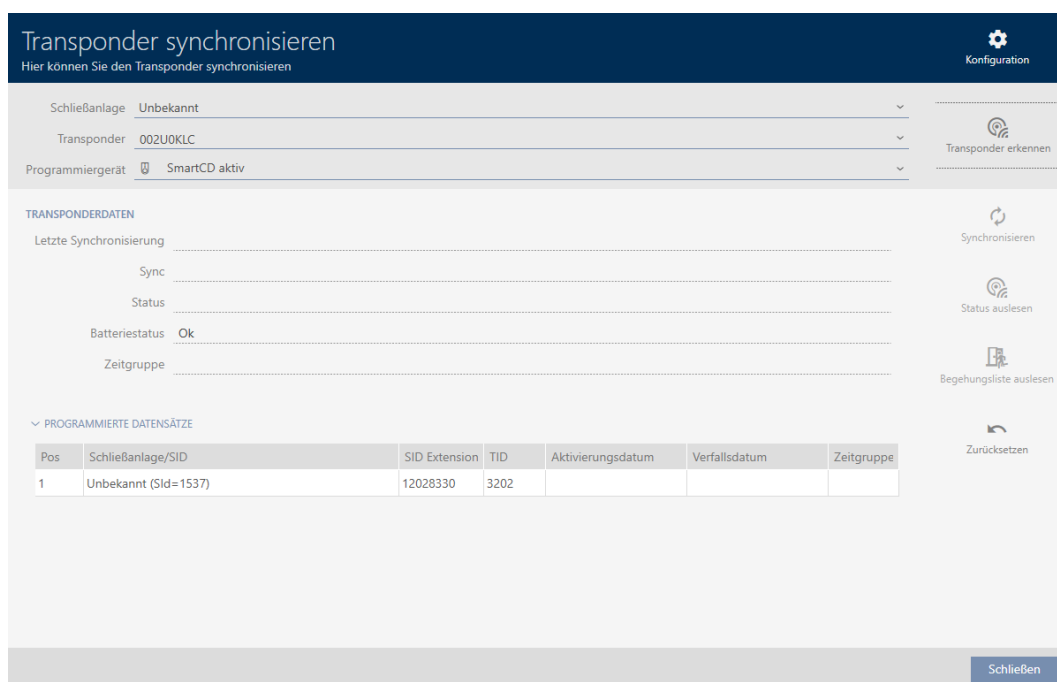 Transponder synchronisieren
Hier können Sie den Transponder synchronisieren
Konfiguration
Schließanlage Unbekannt
Transponder 002U0KLC
Programmiergerät SmartCD aktiv
Transponder erkennen
TRANSPONDERDATEN
Letzte Synchronisierung
Sync
Status
Batteriestatus Ok
Zeitgruppe
Synchronisieren
Status auslesen
Begehungsliste auslesen
Zurücksetzen
PROGRAMMIERTE DATENSÄTZE
Pos Schließanlage/SID SID Extension TID Aktivierungsdatum Verfallsdatum Zeitgruppe
1 Unbekannt (SId=1537) 12028330 3202
Schließen